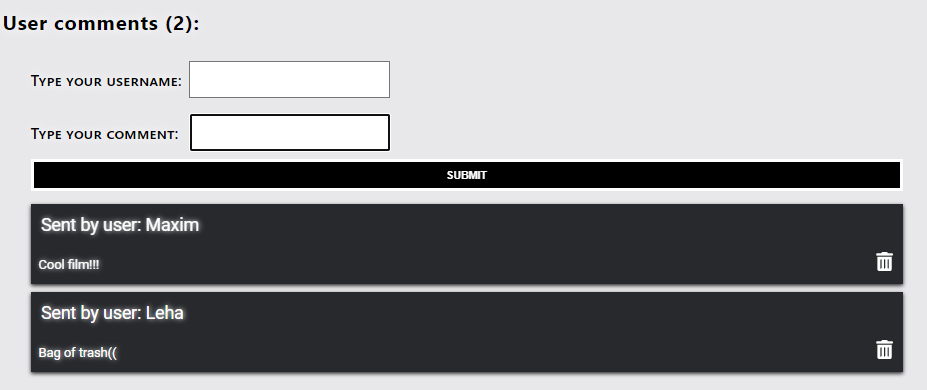 User comments (2):
Type your username:
Type your comment:
SUBMIT
Sent by user: Maxim
Cool film!!!
Sent by user: Leha
Bag of trash((